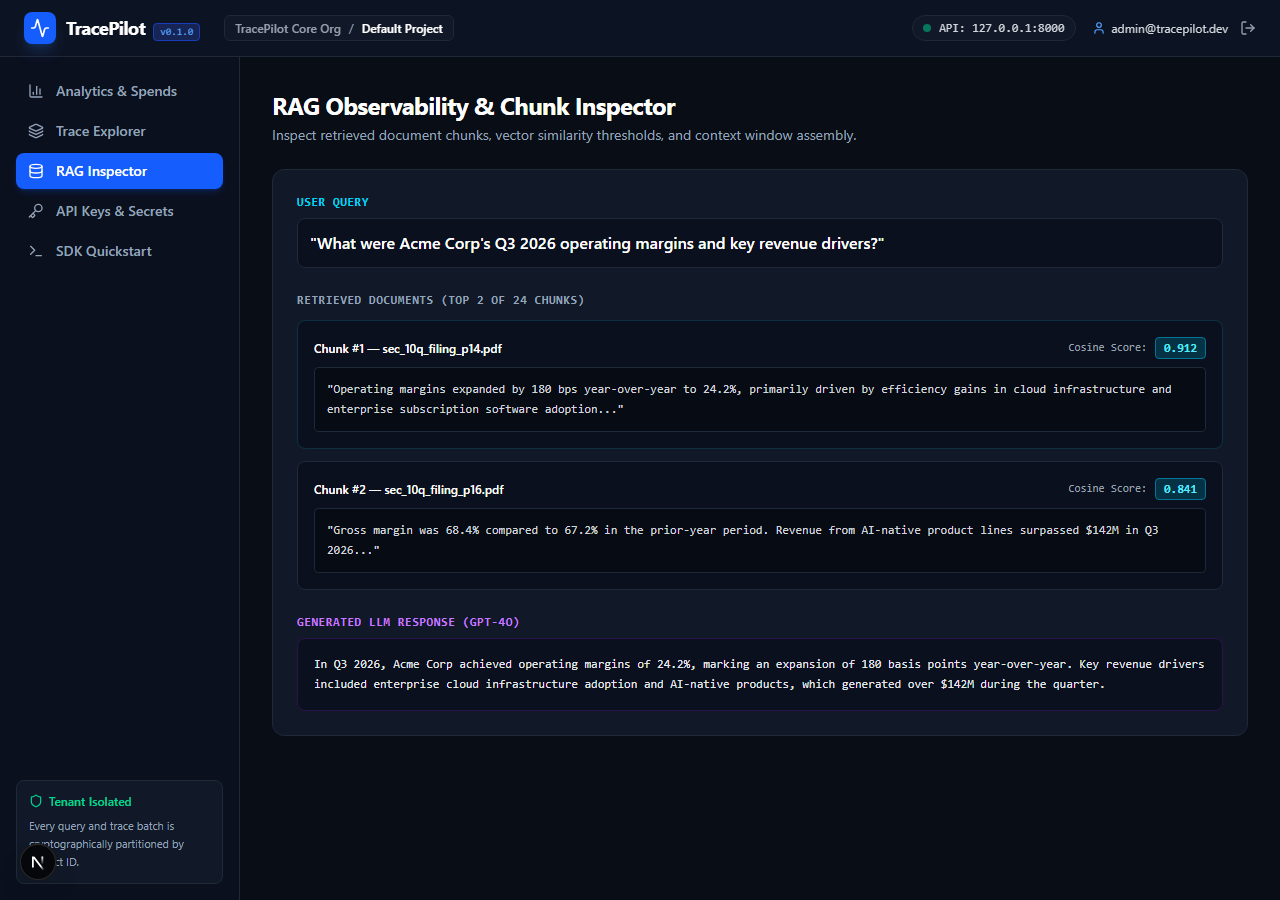 TracePilot v0.1.0 TracePilot Core Org / Default Project API: 127.0.0.1:8000 admin@tracepilot.dev
Analytics & Spends
Trace Explorer
RAG Inspector
API Keys & Secrets
SDK Quickstart
RAG Observability & Chunk Inspector
Inspect retrieved document chunks, vector similarity thresholds, and context window assembly.
USER QUERY
"What were Acme Corp's Q3 2026 operating margins and key revenue drivers?"
RETRIEVED DOCUMENTS (TOP 2 OF 24 CHUNKS)
Chunk #1 — sec_10q_filing_p14.pdf Cosine Score: 0.912
"Operating margins expanded by 180 bps year-over-year to 24.2%, primarily driven by efficiency gains in cloud infrastructure and
enterprise subscription software adoption..."
Chunk #2 — sec_10q_filing_p16.pdf Cosine Score: 0.841
"Gross margin was 68.4% compared to 67.2% in the prior-year period. Revenue from AI-native product lines surpassed $142M in Q3
2026..."
GENERATED LLM RESPONSE (GPT-4O)
In Q3 2026, Acme Corp achieved operating margins of 24.2%, marking an expansion of 180 basis points year-over-year. Key revenue drivers
included enterprise cloud infrastructure adoption and AI-native products, which generated over $142M during the quarter.
Tenant Isolated
Every query and trace batch is
cryptographically partitioned by
ID.
N